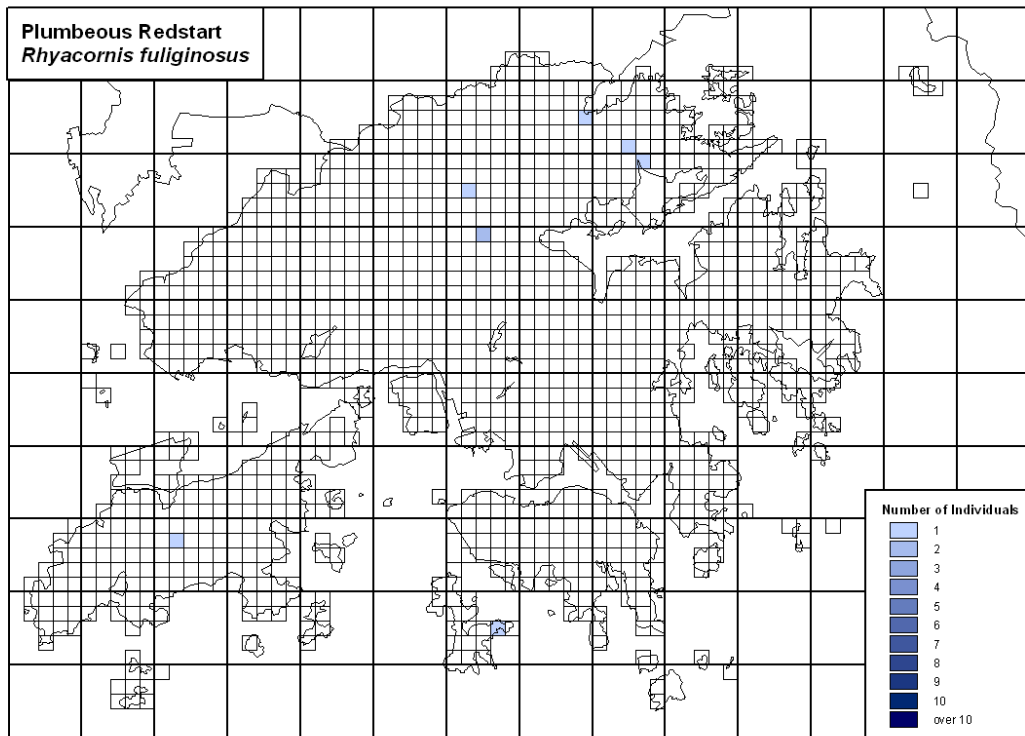 Plumbeous Redstart
Rhyacornis fuliginosus
Number of Individuals
1
2
3
4
5
6
7
8
9
10
over 10